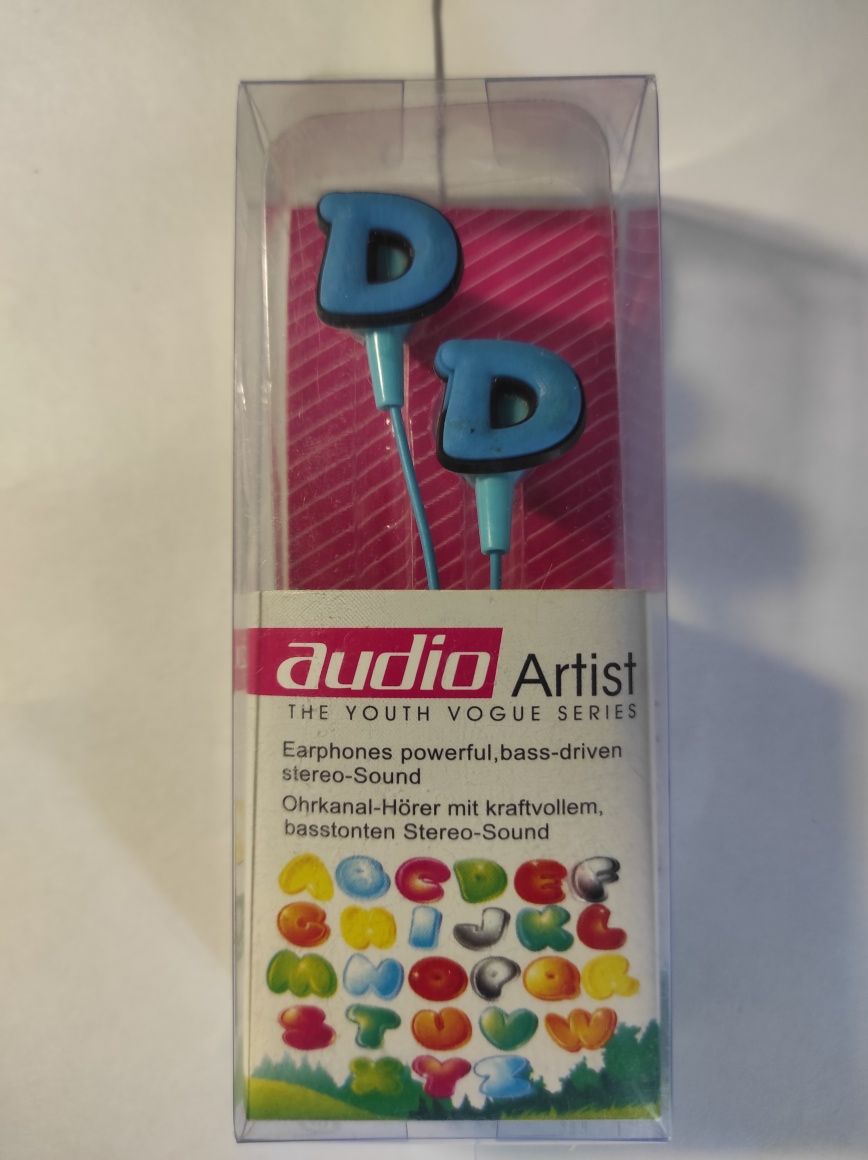 D
D
audio Artist
THE YOUTH VOGUE SERIES
Earphones powerful,bass-driven
stereo-Sound
Ohrkanal-Hörer mit kraftvollem,
basstonten Stereo-Sound
A B C D E F
G H I J K L
M N O P Q R
S T U V W
X Y Z